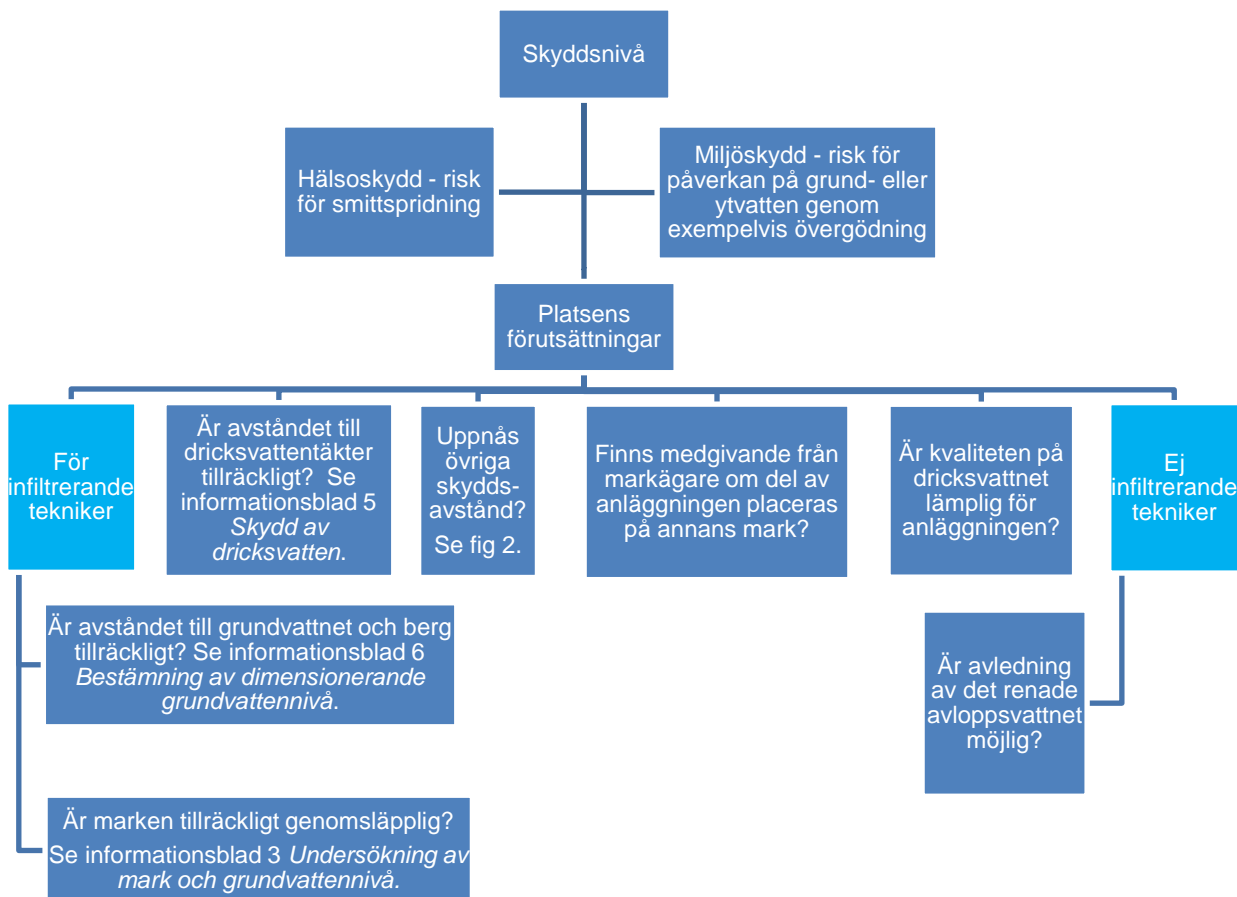 Skyddsnivå
Hälsoskydd - risk
för smittspridning
Miljöskydd - risk för
påverkan på grund- eller
ytvatten genom
exempelvis övergödning
Platsens
förutsättningar
För
infiltrerande
tekniker
Är avståndet till
dricksvattentäkter
tillräckligt? Se
informationsblad 5
Skydd av
dricksvatten.
Uppnås
övriga
skydds-
avstånd?
Se fig 2.
Finns medgivande från
markägare om del av
anläggningen placeras
på annans mark?
Är kvaliteten på
dricksvattnet
lämplig för
anläggningen?
Ej
infiltrerande
tekniker
Är avståndet till grundvattnet och berg
tillräckligt? Se informationsblad 6
Bestämning av dimensionerande
grundvattennivå.
Är avledning
av det renade
avloppsvattnet
möjlig?
Är marken tillräckligt genomsläpplig?
Se informationsblad 3 Undersökning av
mark och grundvattennivå.